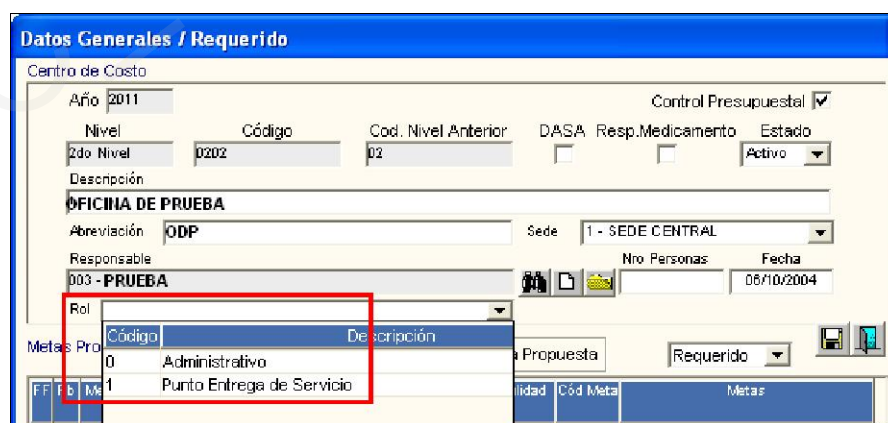 Datos Generales / Requerido
Centro de Costo
Año 2011 Control Presupuestal
Nivel Código Cod. Nivel Anterior DASA Resp.Medicamento Estado
2do Nivel 0202 02 Activo
Descripción
OFICINA DE PRUEBA
Abreviación ODP Sede 1 - SEDE CENTRAL
Responsable Nro Personas Fecha
003 - PRUEBA 06/10/2004
Rol
Código Descripción
Metas Pro Propuesta Requerido
0 Administrativo
1 Punto Entrega de Servicio
FF Rb Me lidad Cód Meta Metas